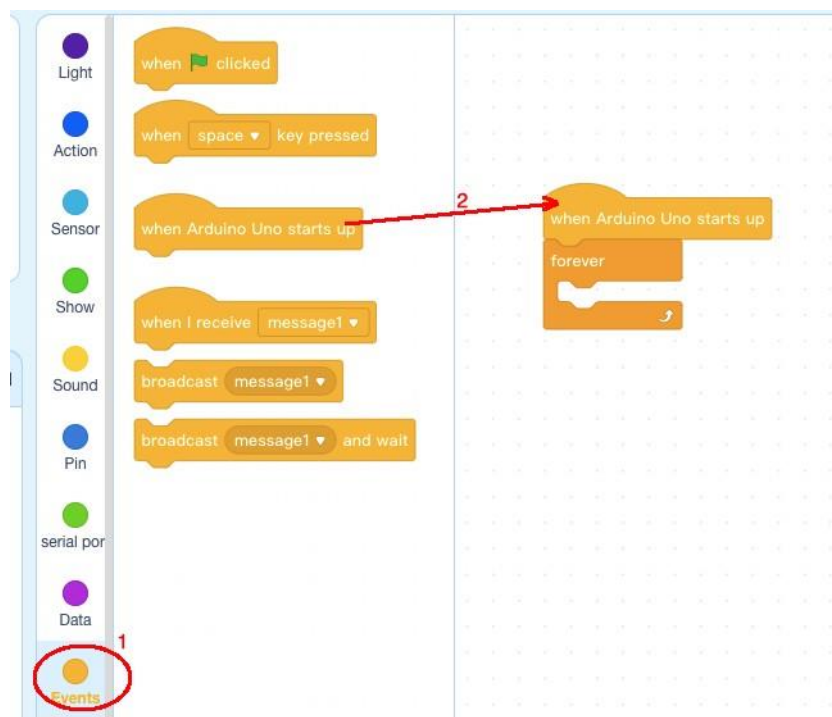 Light
Action
Sensor
Show
Sound
Pin
serial por
Data
1
Events
when clicked
when space key pressed
when Arduino Uno starts up
when I receive message1
broadcast message1
broadcast message1 and wait
2
when Arduino Uno starts up
forever